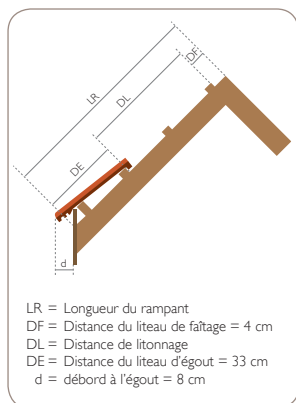 DF
LR
DL
DE
d
LR = Longueur du rampant
DF = Distance du liteau de faîtage = 4 cm
DL = Distance de litonnage
DE = Distance du liteau d'égout = 33 cm
d = débord à l'égout = 8 cm